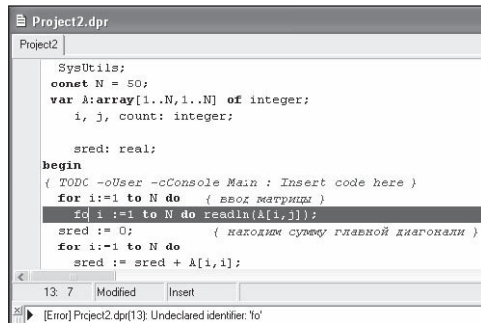 Project2.dpr
Project2
SysUtils;
const N = 50;
var A:array[1..N,1..N] of integer;
i, j, count: integer;
sred: real;
begin
{ TODO -oUser -cConsole Main : Insert code here }
for i:=1 to N do { ввод матрицы }
fo i :=1 to N do readln(A[i,j]);
sred := 0; { находим сумму главной диагонали }
for i:=1 to N do
sred := sred + A[i,i];
13: 7 Modified Insert
[Error] Project2.dpr(13): Undeclared identifier: 'fo'